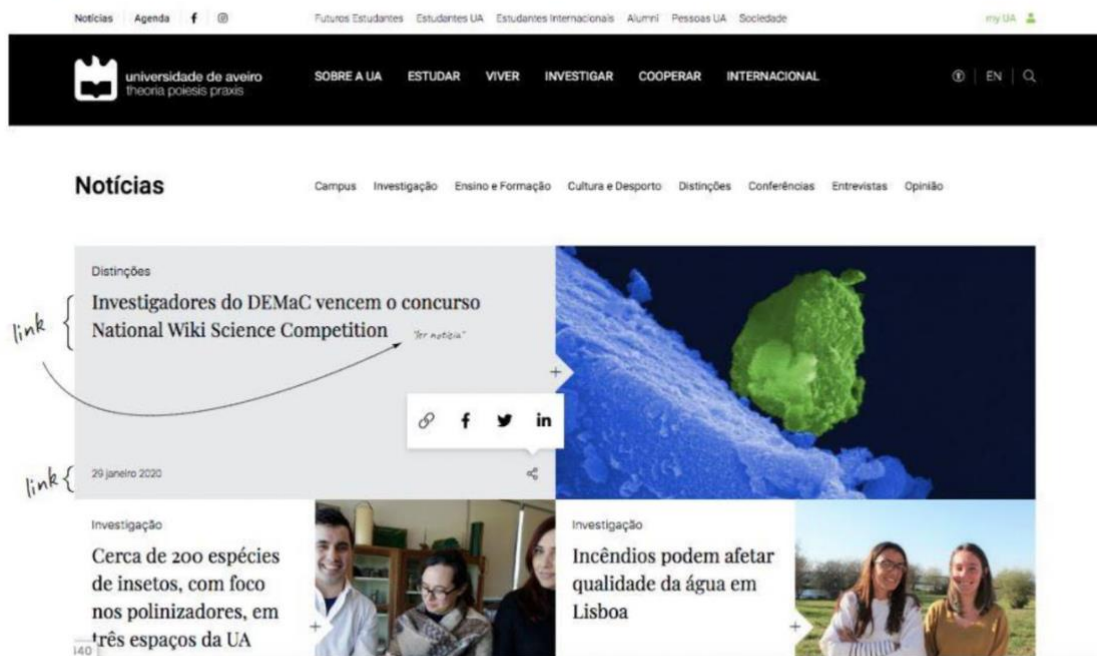 Notícias Agenda
Futuros Estudantes Estudantes UA Estudantes Internacionais Alumni Pessoas UA Sociedade
my UA
universidade de aveiro
theoria poiesis praxis
SOBRE A UA ESTUDAR VIVER INVESTIGAR COOPERAR INTERNACIONAL
EN
Notícias
Campus Investigação Ensino e Formação Cultura e Desporto Distinções Conferências Entrevistas Opinião
Distinções
link
Investigadores do DEMaC vencem o concurso
National Wiki Science Competition
"ler notícia"
+
f in
link
29 janeiro 2020
Investigação
Cerca de 200 espécies
de insetos, com foco
nos polinizadores, em
três espaços da UA
+
Investigação
Incêndios podem afetar
qualidade da água em
Lisboa
+
340